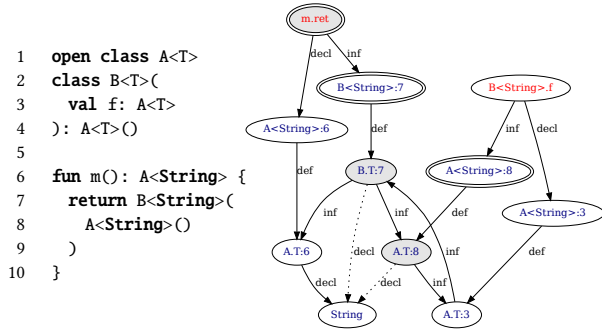 1 open class A<T>
2 class B<T>(
3 val f: A<T>
4 ): A<T>()
5
6 fun m(): A<String> {
7 return B<String>(
8 A<String>()
9 )
10 }
m.ret
decl inf
B<String>:7 B<String>.f
A<String>:6 def inf decl
def B.T:7 A<String>:8
A<String>:3
inf decl inf def def
A.T:6 A.T:8 inf
decl decl inf
String A.T:3